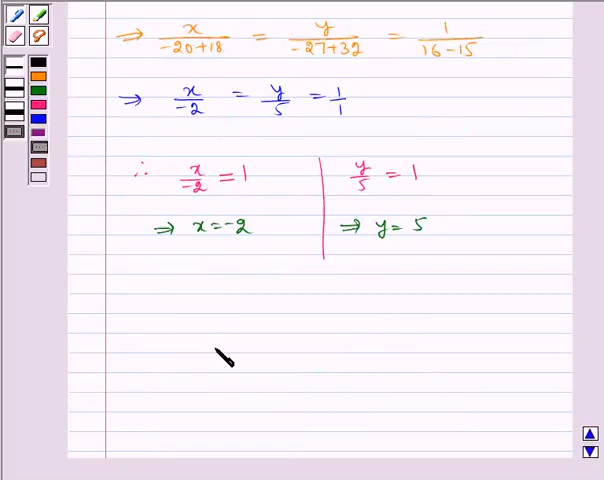 ⇒ x/(-20+18) = y/(-27+32) = 1/(16-15)
⇒ x/-2 = y/5 = 1/1
∴ x/-2 = 1 | y/5 = 1
⇒ x=-2 | ⇒ y= 5